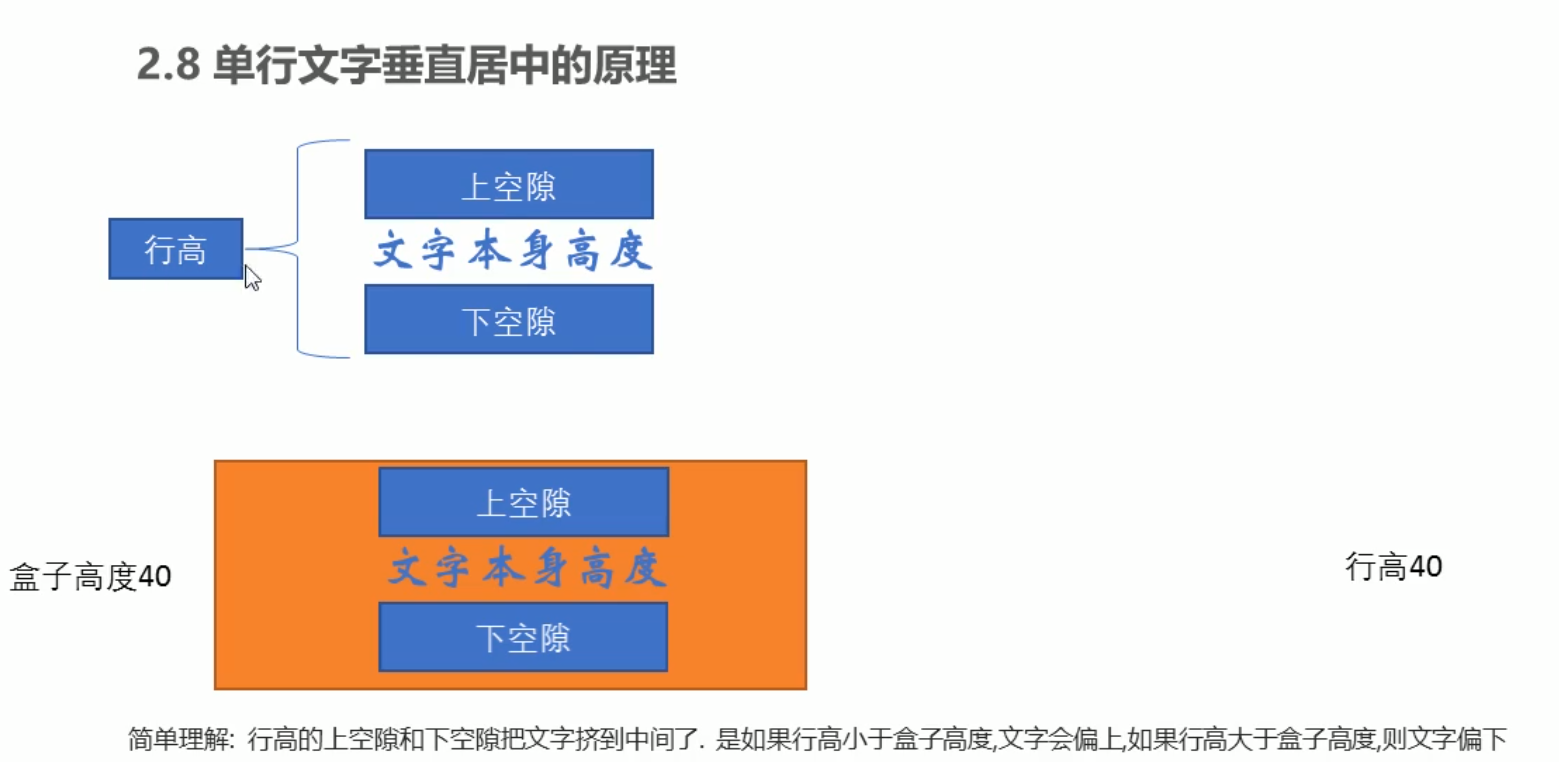 2.8 单行文字垂直居中的原理
上空隙
行高
文字本身高度
下空隙
上空隙
盒子高度40
文字本身高度
行高40
下空隙
简单理解: 行高的上空隙和下空隙把文字挤到中间了. 是如果行高小于盒子高度,文字会偏上,如果行高大于盒子高度,则文字偏下